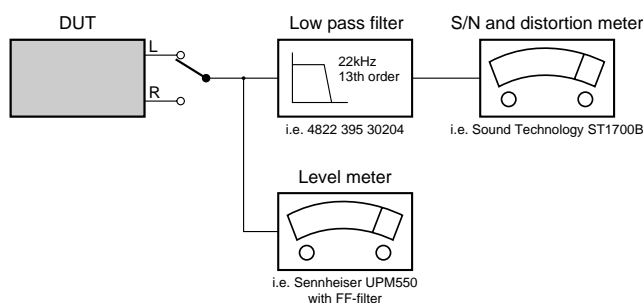 DUT
L
R
Low pass filter
22kHz
13th order
i.e. 4822 395 30204
S/N and distortion meter
i.e. Sound Technology ST1700B
Level meter
i.e. Sennheiser UPM550
with FF-filter